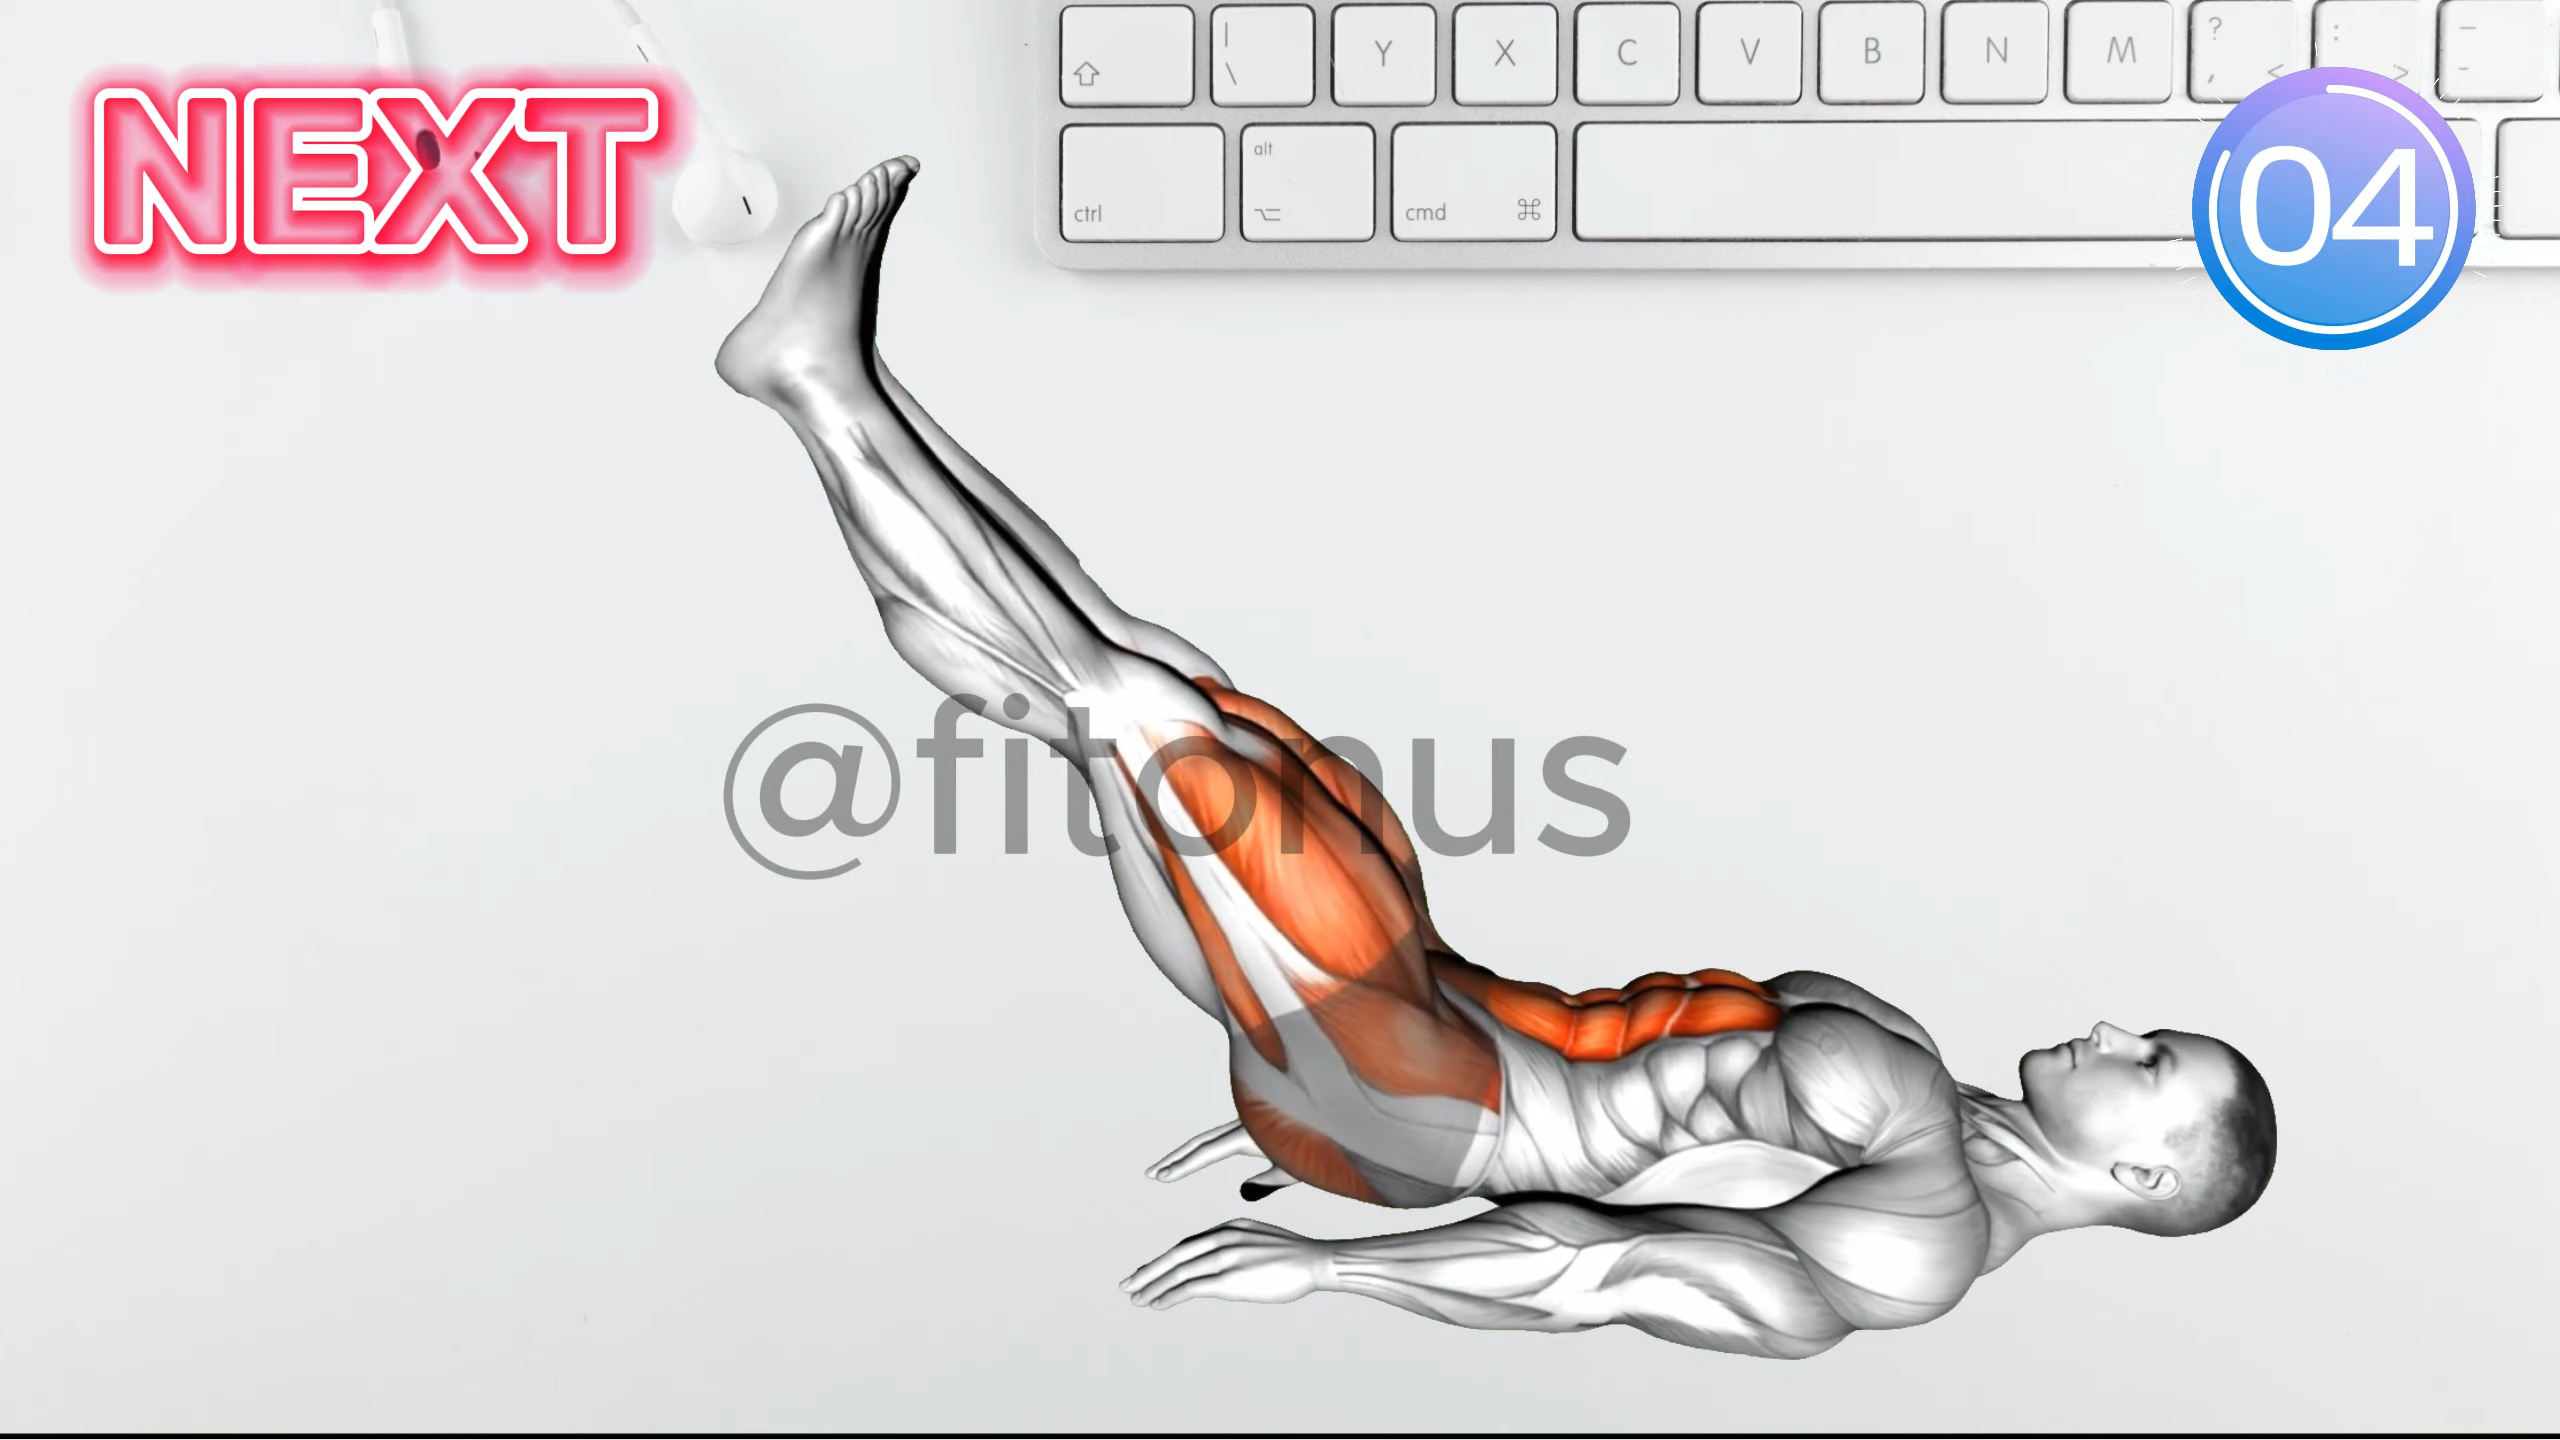 NEXT
| Y X C V B N M ? : –
\ , < > -
04
alt
ctrl cmd ⌘
@fitonus